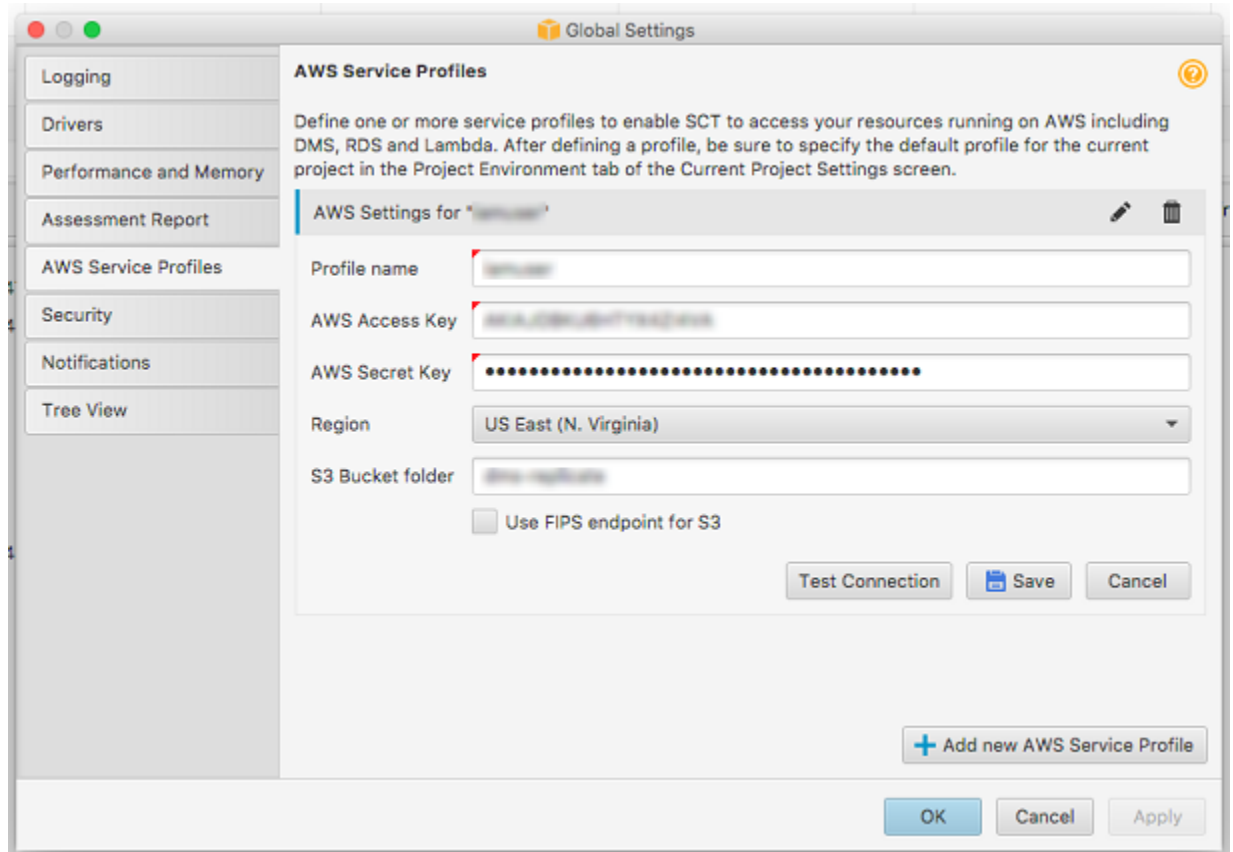 Global Settings
Logging
Drivers
Performance and Memory
Assessment Report
AWS Service Profiles
Security
Notifications
Tree View
AWS Service Profiles
Define one or more service profiles to enable SCT to access your resources running on AWS including
DMS, RDS and Lambda. After defining a profile, be sure to specify the default profile for the current
project in the Project Environment tab of the Current Project Settings screen.
AWS Settings for "
Profile name
AWS Access Key
AWS Secret Key ••••••••••••••••••••••••••••••••••••••••
Region US East (N. Virginia)
S3 Bucket folder
Use FIPS endpoint for S3
Test Connection Save Cancel
Add new AWS Service Profile
OK Cancel Apply